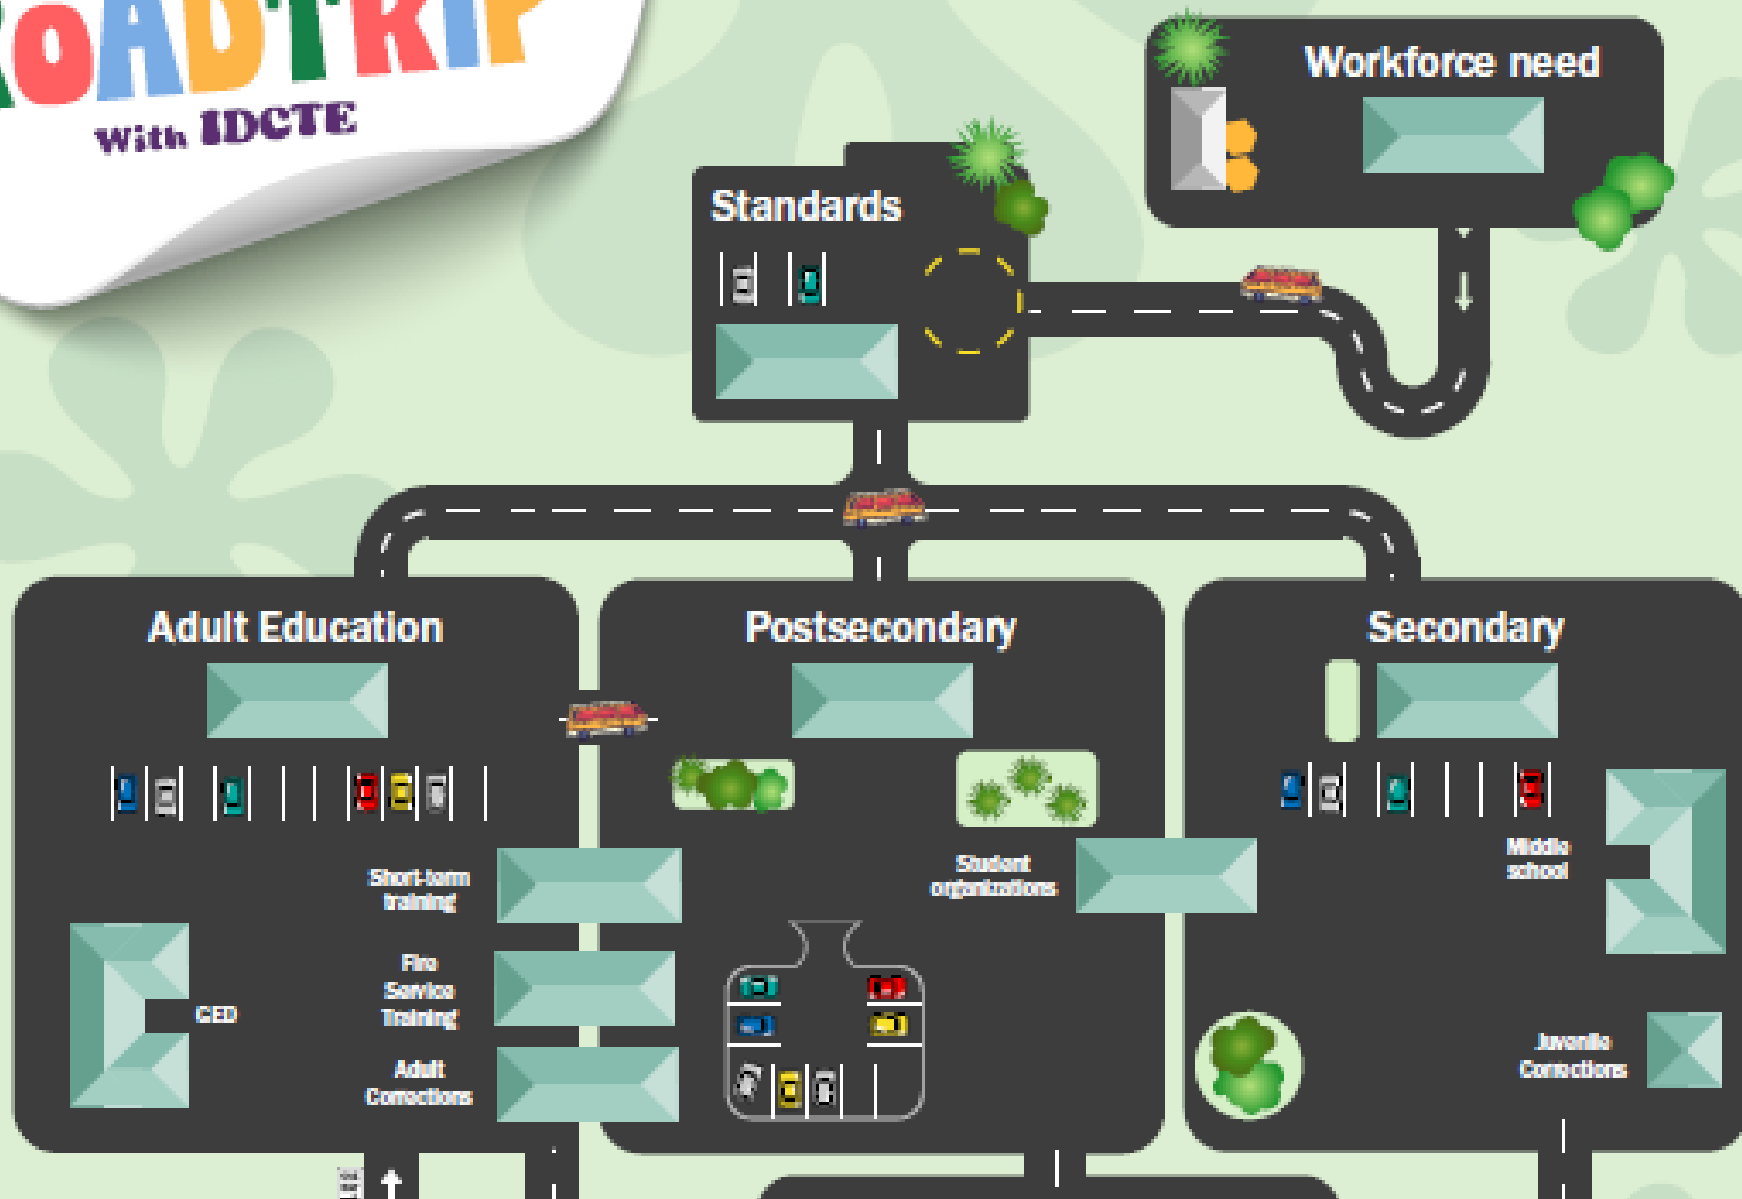 ROADTRIP
With IDCTE
Workforce need
Standards
Adult Education
Postsecondary
Secondary
Short-term
training
Student
organizations
Middle
school
Fire
Service
Training
GED
Adult
Corrections
Juvenile
Corrections